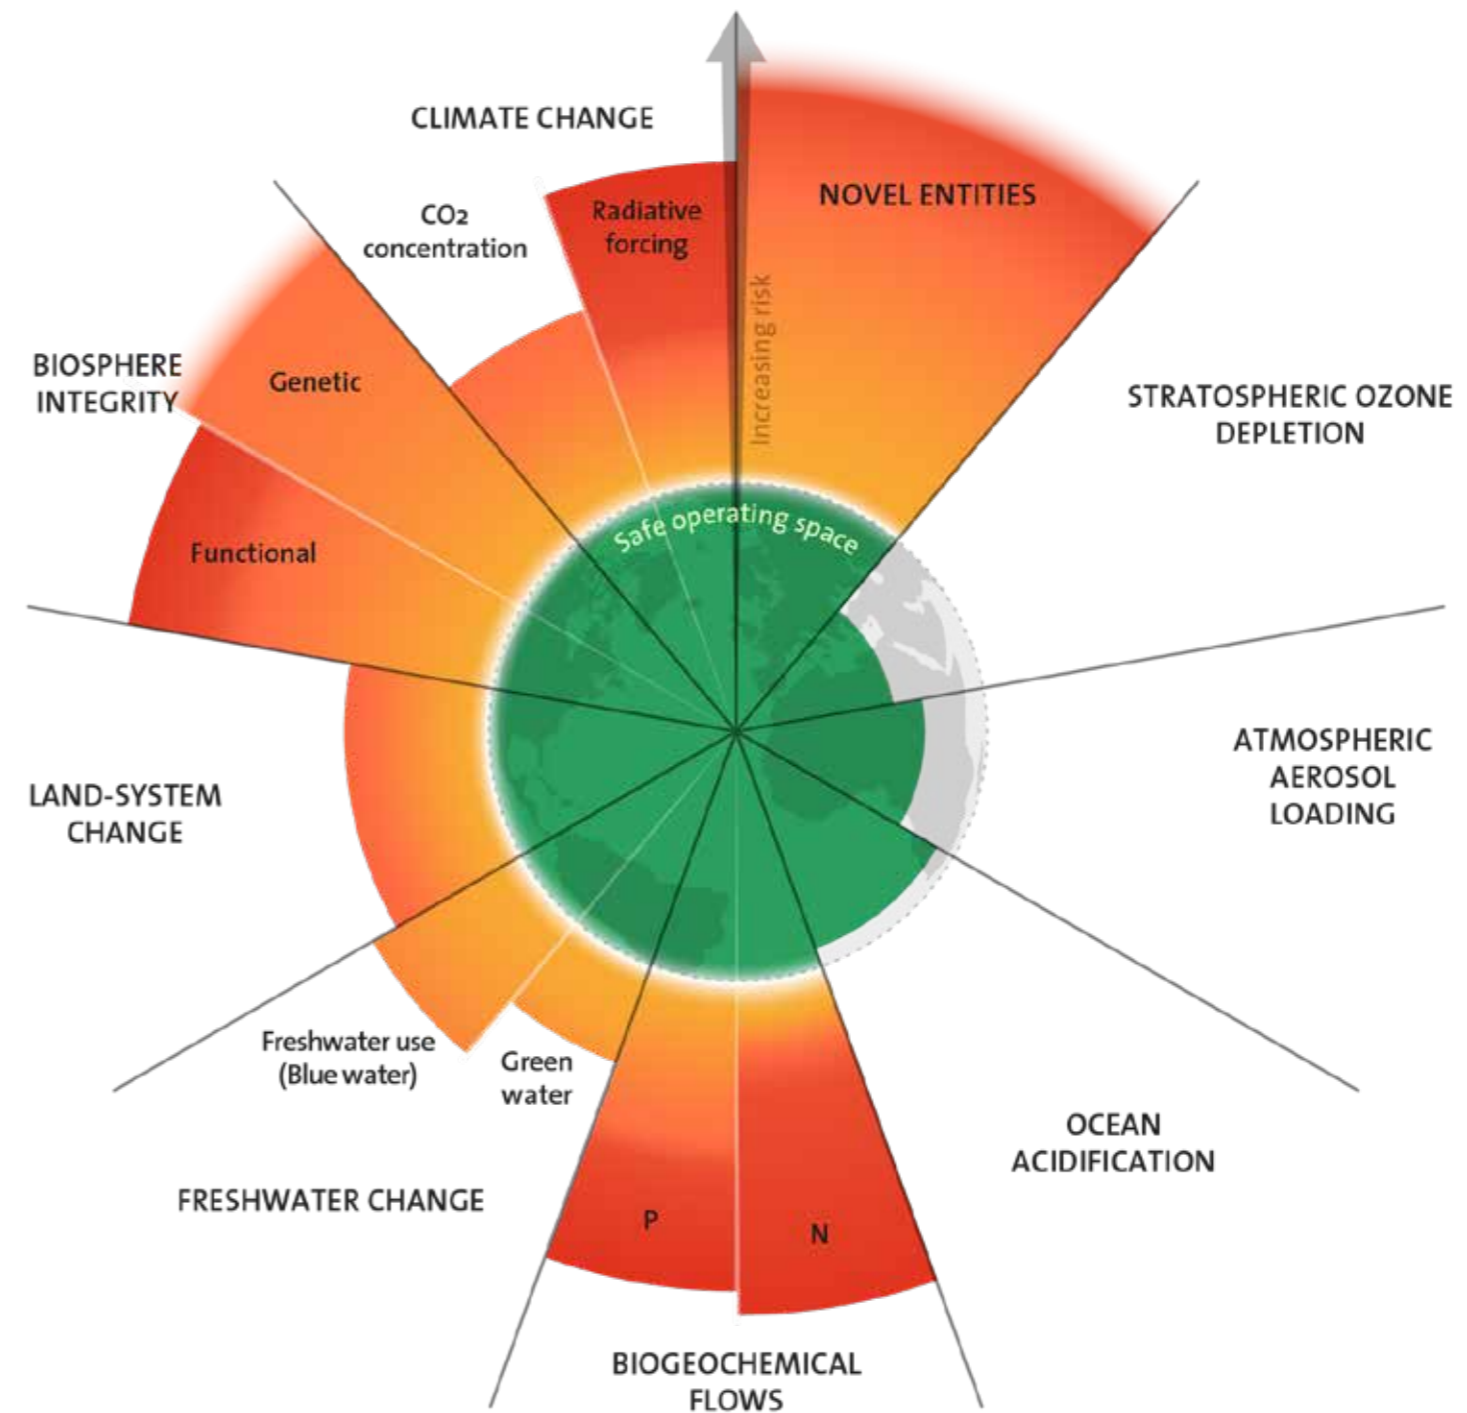 CLIMATE CHANGE
CO2
concentration
Radiative
forcing
NOVEL ENTITIES
Increasing risk
BIOSPHERE
INTEGRITY
Genetic
Functional
STRATOSPHERIC OZONE
DEPLETION
Safe operating space
ATMOSPHERIC
AEROSOL
LOADING
LAND-SYSTEM
CHANGE
Freshwater use
(Blue water)
Green
water
OCEAN
ACIDIFICATION
FRESHWATER CHANGE
P
N
BIOGEOCHEMICAL
FLOWS